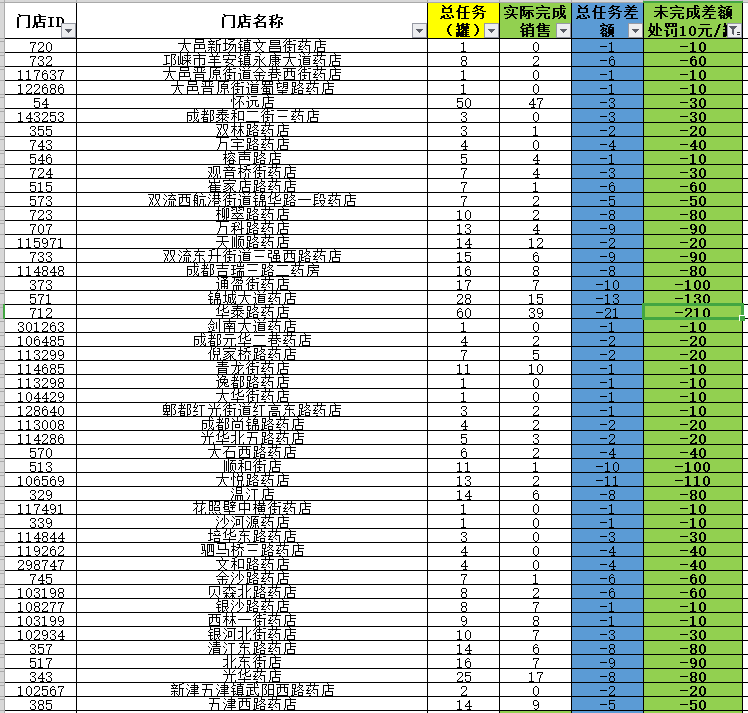 门店ID 门店名称 总任务（罐） 实际完成销售 总任务差额 未完成差额处罚10元/
720 大邑新场镇文昌街药店 1 0 -1 -10
732 邛崃市羊安镇永康大道药店 8 2 -6 -60
117637 大邑晋原街道金巷西街药店 1 0 -1 -10
122686 大邑晋原街道蜀望路药店 1 0 -1 -10
54 怀远店 50 47 -3 -30
143253 成都泰和二街三药店 3 0 -3 -30
355 双林路药店 3 1 -2 -20
743 万宇路药店 4 0 -4 -40
546 榕声路店 5 4 -1 -10
724 观音桥街药店 7 4 -3 -30
515 崔家店路药店 7 1 -6 -60
573 双流西航港街道锦华路一段药店 7 2 -5 -50
723 柳翠路药店 10 2 -8 -80
707 万科路药店 13 4 -9 -90
115971 天顺路药店 14 12 -2 -20
733 双流东升街道三强西路药店 15 6 -9 -90
114848 成都吉瑞三路二药房 16 8 -8 -80
373 通盈街药店 17 7 -10 -100
571 锦城大道药店 28 15 -13 -130
712 华泰路药店 60 39 -21 -210
301263 剑南大道药店 1 0 -1 -10
106485 成都元华二巷药店 4 2 -2 -20
113299 倪家桥路药店 7 5 -2 -20
114685 青龙街药店 11 10 -1 -10
113298 逸都路药店 1 0 -1 -10
104429 大华街药店 1 0 -1 -10
128640 郫都红光街道红高东路药店 3 2 -1 -10
113008 成都尚锦路药店 4 2 -2 -20
114286 光华北五路药店 5 3 -2 -20
570 大石西路药店 6 2 -4 -40
513 顺和街店 11 1 -10 -100
106569 大悦路药店 13 2 -11 -110
329 温江店 14 6 -8 -80
117491 花照壁中横街药店 1 0 -1 -10
339 沙河源药店 1 0 -1 -10
114844 培华东路药店 3 0 -3 -30
119262 驷马桥三路药店 4 0 -4 -40
298747 文和路药店 4 0 -4 -40
745 金沙路药店 7 1 -6 -60
103198 贝森北路药店 8 2 -6 -60
108277 银沙路药店 8 7 -1 -10
103199 西林一街药店 9 8 -1 -10
102934 银河北街药店 10 7 -3 -30
357 清江东路药店 14 6 -8 -80
517 北东街店 16 7 -9 -90
343 光华药店 25 17 -8 -80
102567 新津五津镇武阳西路药店 2 0 -2 -20
385 五津西路药店 14 9 -5 -50